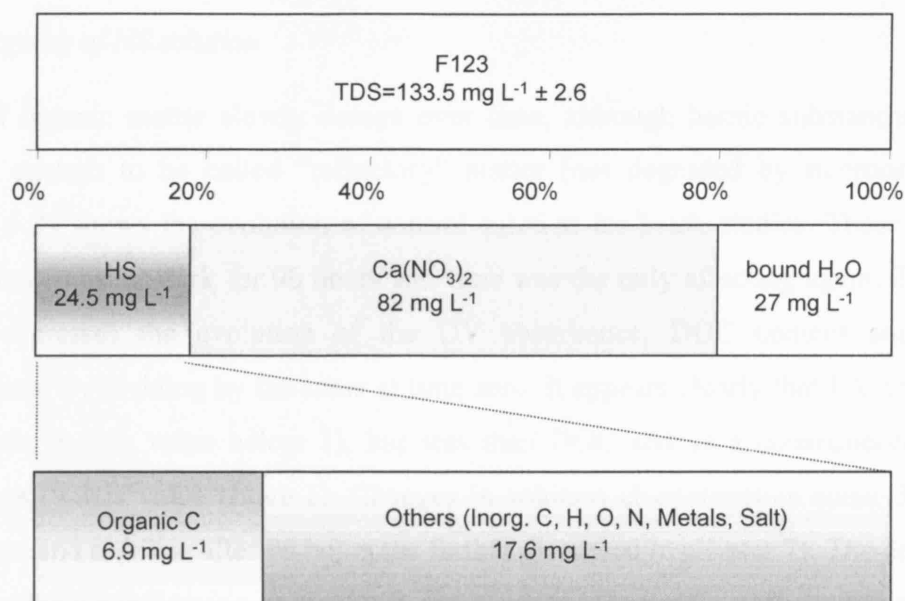 F123
TDS=133.5 mg L⁻¹ ± 2.6
0% 20% 40% 60% 80% 100%
HS Ca(NO₃)₂ bound H₂O
24.5 mg L⁻¹ 82 mg L⁻¹ 27 mg L⁻¹
Organic C Others (Inorg. C, H, O, N, Metals, Salt)
6.9 mg L⁻¹ 17.6 mg L⁻¹